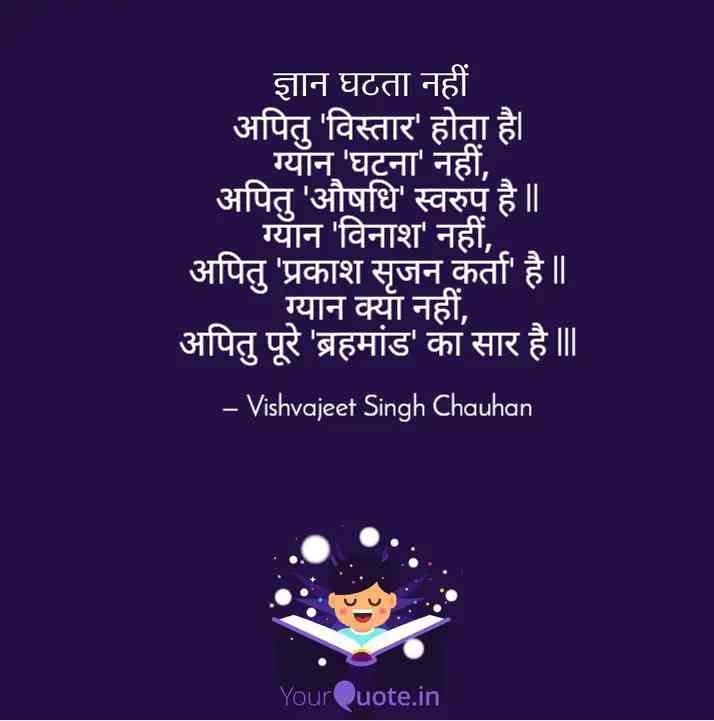 ज्ञान घटता नहीं
अपितु 'विस्तार' होता है|
ग्यान 'घटना' नहीं,
अपितु 'औषधि' स्वरुप है ||
ग्यान 'विनाश' नहीं,
अपितु 'प्रकाश सृजन कर्ता' है ||
ग्यान क्या नहीं,
अपितु पूरे 'ब्रहमांड' का सार है |||
– Vishvajeet Singh Chauhan
YourQuote.in